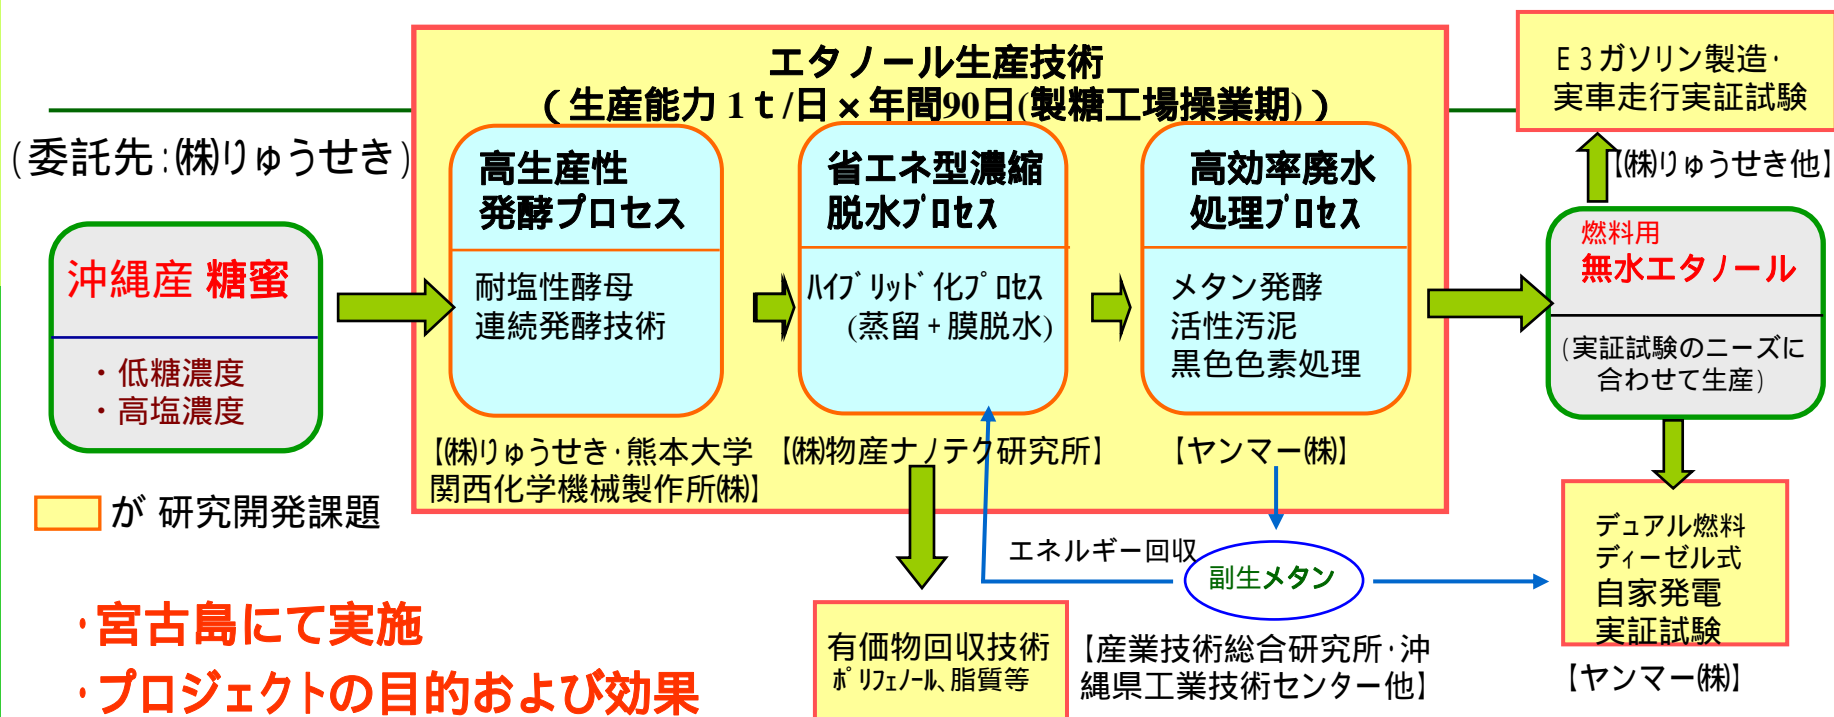 エタノール生産技術
(生産能力1t/日×年間90日(製糖工場操業期))
(委託先:㈱りゅうせき)
沖縄産 糖蜜
・低糖濃度
・高塩濃度
高生産性
発酵プロセス
耐塩性酵母
連続発酵技術
【㈱りゅうせき・熊本大学
関西化学機械製作所㈱】
省エネ型濃縮
脱水ﾌﾟﾛｾｽ
ﾊｲﾌﾞﾘｯﾄﾞ化ﾌﾟﾛｾｽ
(蒸留+膜脱水)
【㈱物産ナノテク研究所】
高効率廃水
処理ﾌﾟﾛｾｽ
メタン発酵
活性汚泥
黒色色素処理
【ヤンマー㈱】
E3ガソリン製造・
実車走行実証試験
【㈱りゅうせき他】
燃料用
無水エタノール
(実証試験のニーズに
合わせて生産)
デュアル燃料
ディーゼル式
自家発電
実証試験
【ヤンマー㈱】
エネルギー回収
副生メタン
有価物回収技術
ﾎﾟﾘﾌｪﾉｰﾙ、脂質等
【産業技術総合研究所・沖
縄県工業技術センター他】
が 研究開発課題
・宮古島にて実施
・プロジェクトの目的および効果